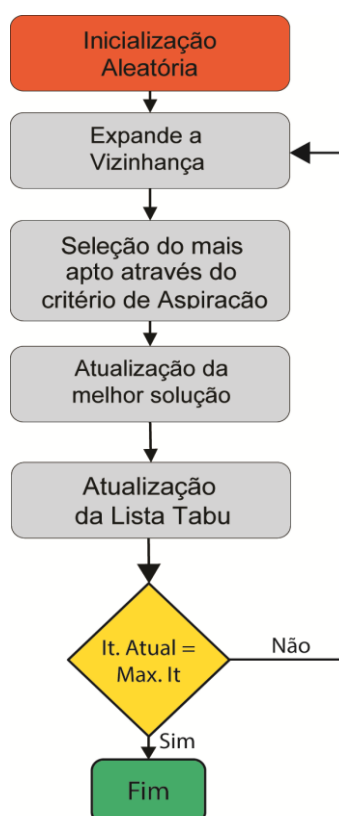 Inicialização
Aleatória
Expande a
Vizinhança
Seleção do mais
apto através do
critério de Aspiração
Atualização da
melhor solução
Atualização
da Lista Tabu
It. Atual =
Max. It
Não
Sim
Fim